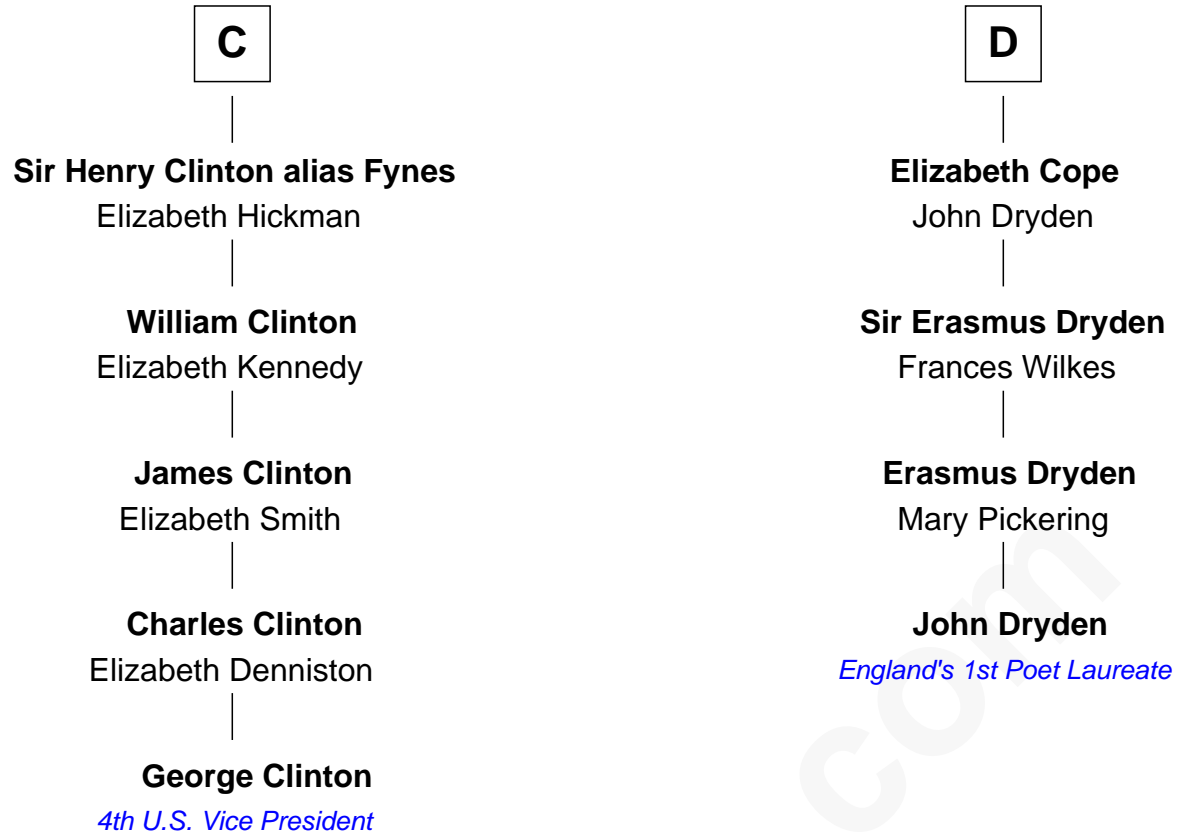 C
Sir Henry Clinton alias Fynes
Elizabeth Hickman
William Clinton
Elizabeth Kennedy
James Clinton
Elizabeth Smith
Charles Clinton
Elizabeth Denniston
George Clinton
4th U.S. Vice President
D
Elizabeth Cope
John Dryden
Sir Erasmus Dryden
Frances Wilkes
Erasmus Dryden
Mary Pickering
John Dryden
England's 1st Poet Laureate
com